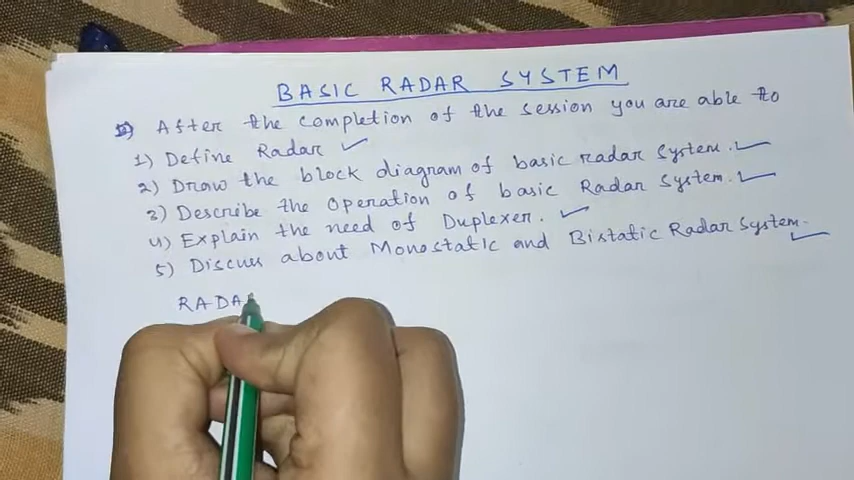 BASIC RADAR SYSTEM
After the completion of the session you are able to
1) Define Radar
2) Draw the block diagram of basic radar system.
3) Describe the operation of basic Radar system.
4) Explain the need of Duplexer.
5) Discuss about Monostatic and Bistatic Radar System.
RADA